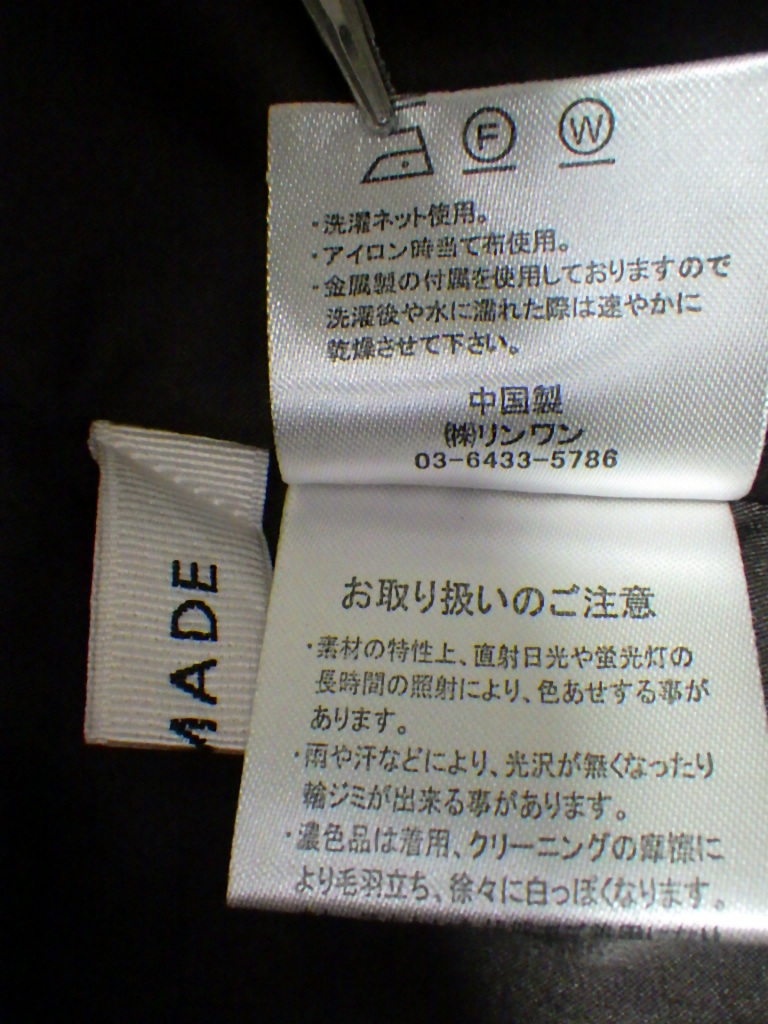 F W
・洗濯ネット使用。
・アイロン時当て布使用。
・金属製の付属を使用しておりますので
洗濯後や水に濡れた際は速やかに
乾燥させて下さい。
中国製
㈱リンワン
03-6433-5786
MADE
お取り扱いのご注意
・素材の特性上、直射日光や蛍光灯の
長時間の照射により、色あせする事が
あります。
・雨や汗などにより、光沢が無くなったり
輪ジミが出来る事があります。
・濃色品は着用、クリーニングの摩擦に
より毛羽立ち、徐々に白っぽくなります。